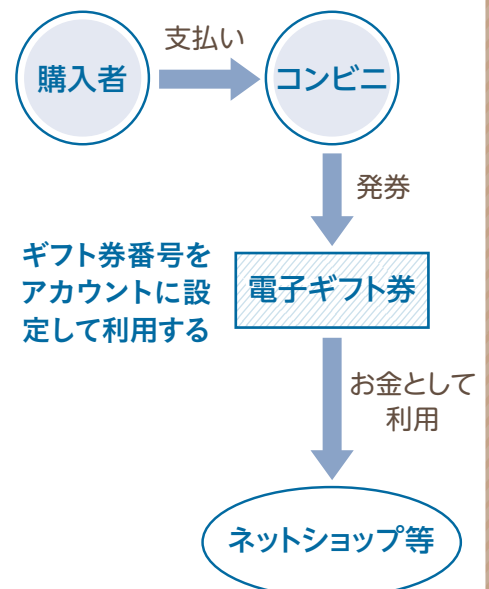 支払い
購入者
コンビニ
発券
ギフト券番号を
アカウントに設
定して利用する
電子ギフト券
お金として
利用
ネットショップ等